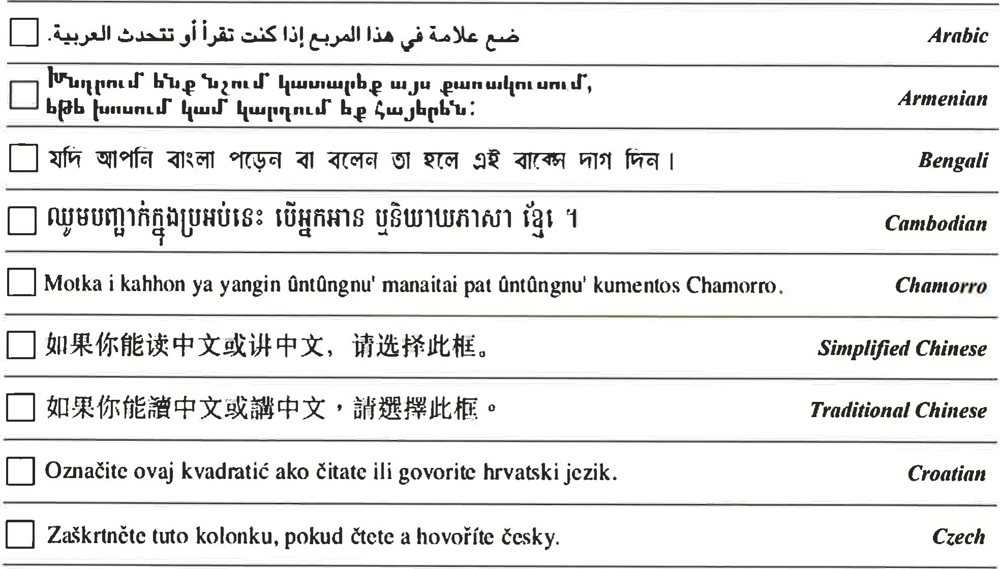 ضع علامة في هذا المربع إذا كنت تقرأ أو تتحدث العربية.
Arabic
Խնդրում ենք նշում կատարեք այս քառակուսում,
եթե խոսում կամ կարդում եք Հայերեն:
Armenian
যদি আপনি বাংলা পড়েন বা বলেন তা হলে এই বাক্সে দাগ দিন।
Bengali
ឈូមបញ្ជាក់ក្នុងប្រអប់នេះ បើអ្នកអាន ឬនិយាយភាសា ខ្មែរ ។
Cambodian
Motka i kahhon ya yangin ûntûngnu' manaitai pat ûntûngnu' kumentos Chamorro.
Chamorro
如果你能读中文或讲中文，请选择此框。
Simplified Chinese
如果你能讀中文或講中文，請選擇此框。
Traditional Chinese
Označite ovaj kvadratić ako čitate ili govorite hrvatski jezik.
Croatian
Zaškrtněte tuto kolonku, pokud čtete a hovoříte česky.
Czech